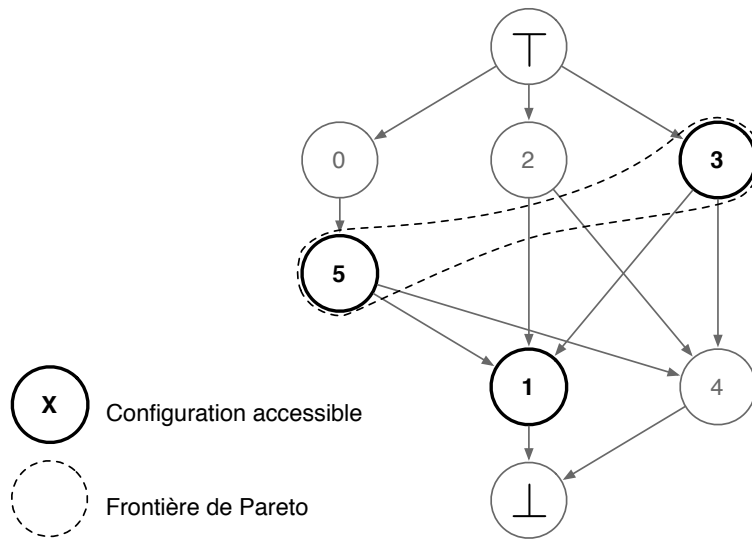 ⊤
0
2
3
5
1
4
X
Configuration accessible
⊥
Frontière de Pareto